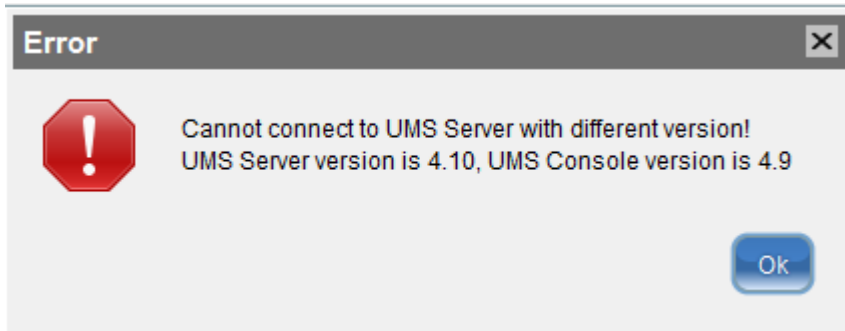 Error
Cannot connect to UMS Server with different version!
UMS Server version is 4.10, UMS Console version is 4.9
Ok